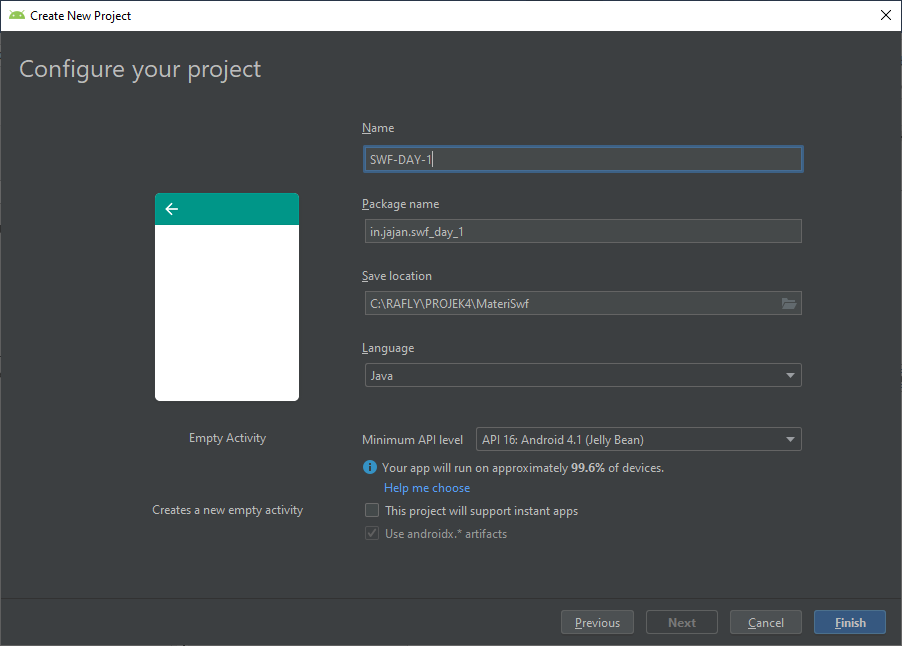 Create New Project
Configure your project
Name
SWF-DAY-1
Package name
in.jajan.swf_day_1
Save location
C:\RAFLY\PROJEK4\MateriSwf
Language
Java
Empty Activity
Minimum API level API 16: Android 4.1 (Jelly Bean)
Your app will run on approximately 99.6% of devices.
Help me choose
Creates a new empty activity
This project will support instant apps
Use androidx.* artifacts
Previous Next Cancel Finish